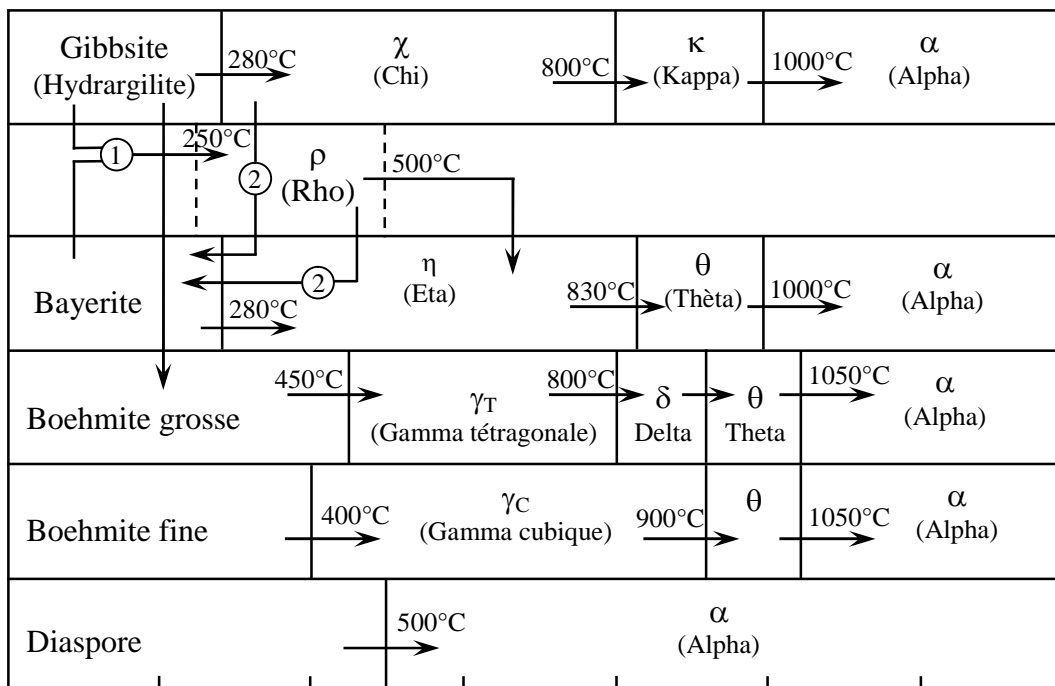 Gibbsite
(Hydrargilite)
280°C
χ
(Chi)
800°C
κ
(Kappa)
1000°C
α
(Alpha)
1
250°C
2
ρ
(Rho)
500°C
Bayerite
2
280°C
η
(Eta)
830°C
θ
(Thèta)
1000°C
α
(Alpha)
Boehmite grosse
450°C
γT
(Gamma tétragonale)
800°C
δ
Delta
θ
Theta
1050°C
α
(Alpha)
Boehmite fine
400°C
γC
(Gamma cubique)
900°C
θ
1050°C
α
(Alpha)
Diaspore
500°C
α
(Alpha)